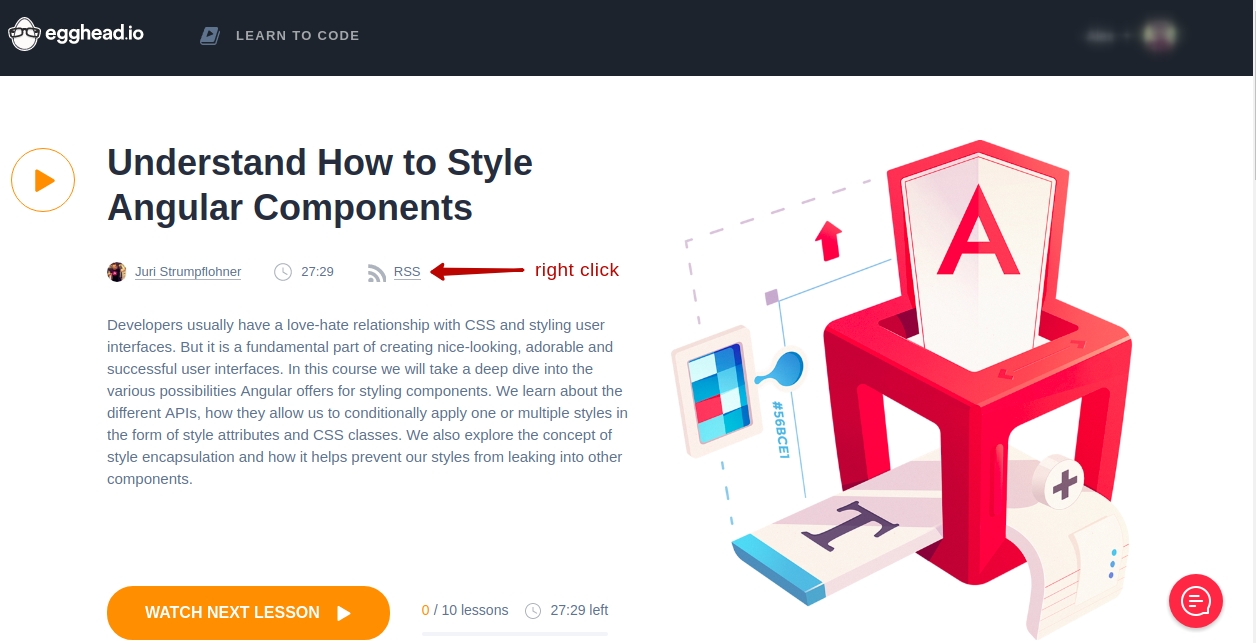 egghead.io
LEARN TO CODE
Understand How to Style
Angular Components
Juri Strumpflohner
27:29
RSS
right click
Developers usually have a love-hate relationship with CSS and styling user
interfaces. But it is a fundamental part of creating nice-looking, adorable and
successful user interfaces. In this course we will take a deep dive into the
various possibilities Angular offers for styling components. We learn about the
different APIs, how they allow us to conditionally apply one or multiple styles in
the form of style attributes and CSS classes. We also explore the concept of
style encapsulation and how it helps prevent our styles from leaking into other
components.
A
#56BCE1
T
WATCH NEXT LESSON
0 / 10 lessons
27:29 left